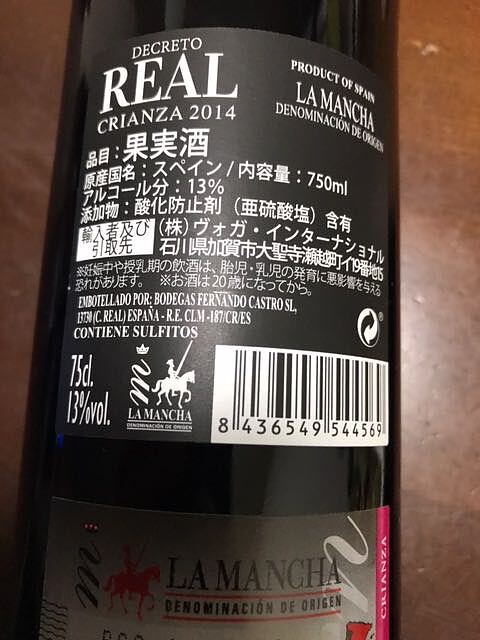 DECRETO
REAL
CRIANZA 2014
PRODUCT OF SPAIN
LA MANCHA
DENOMINACIÓN DE ORIGEN
品目：果実酒
原産国名：スペイン / 内容量：750ml
アルコール分：13%
添加物：酸化防止剤（亜硫酸塩）含有
輸入者及び
引取先
（株）ヴォガ・インターナショナル
石川県加賀市大聖寺瀬越町イ19番地15
※妊娠中や授乳期の飲酒は、胎児・乳児の発育に悪影響を与える
恐れがあります。 ※お酒は20歳になってから。
EMBOTELLADO POR: BODEGAS FERNANDO CASTRO SL,
13730 (C. REAL) ESPAÑA - R.E. CLM -187/CR/ES
CONTIENE SULFITOS
75cl.
13%vol.
m
LA MANCHA
DENOMINACIÓN DE ORIGEN
8 436549 544569
m
LA MANCHA
DENOMINACIÓN DE ORIGEN
CRIANZA